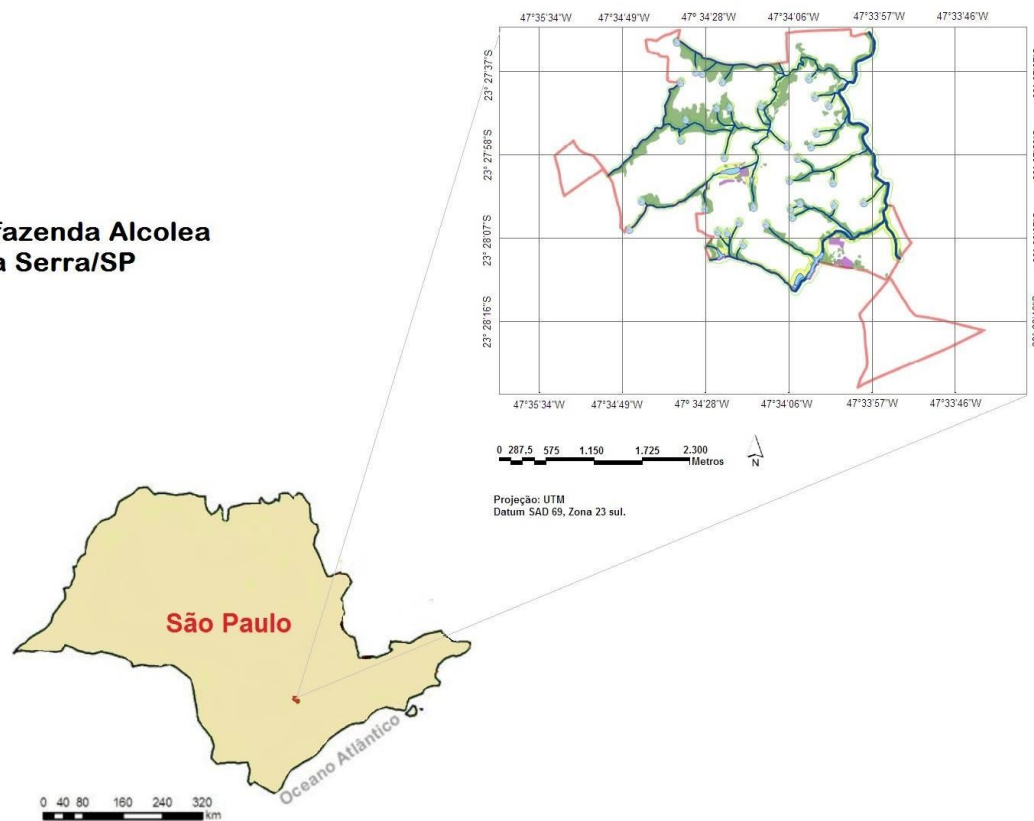 47°35'34"W 47°34'49"W 47° 34'28"W 47°34'06"W 47°33'57"W 47°33'46"W
23° 27'37"S
23° 27'58"S
23° 28'07"S
23° 28'16"S
fazenda Alcolea
a Serra/SP
47°35'34"W 47°34'49"W 47° 34'28"W 47°34'06"W 47°33'57"W 47°33'46"W
0 287,5 575 1.150 1.725 2.300
Metros
N
Projeção: UTM
Datum SAD 69, Zona 23 sul.
São Paulo
Oceano Atlântico
0 40 80 160 240 320
km